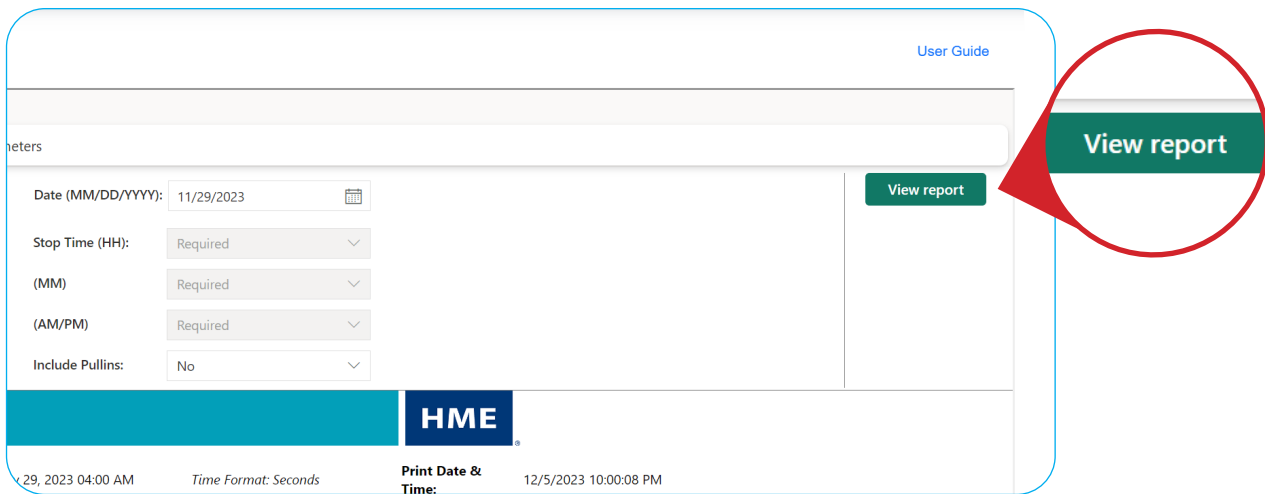 User Guide
View report
Date (MM/DD/YYYY): 11/29/2023
View report
Stop Time (HH): Required
(MM) Required
(AM/PM) Required
Include Pullins: No
HME
®
29, 2023 04:00 AM Time Format: Seconds Print Date & Time: 12/5/2023 10:00:08 PM